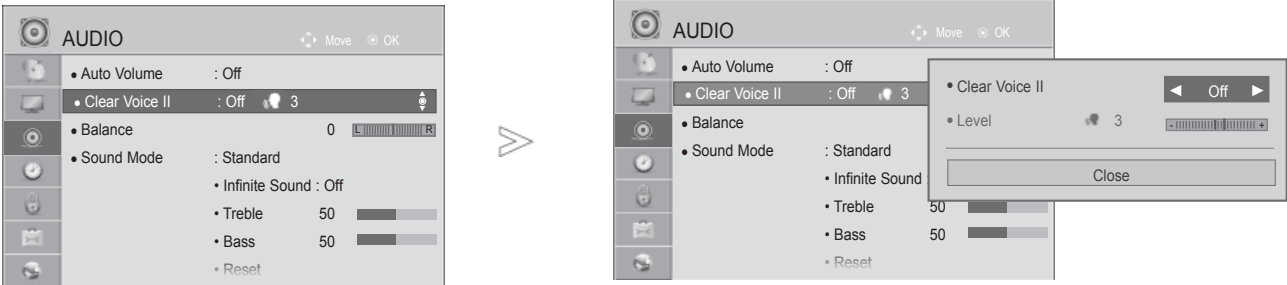 AUDIO Move OK
• Auto Volume : Off
• Clear Voice II : Off 3
• Balance 0 L R
• Sound Mode : Standard
• Infinite Sound : Off
• Treble 50
• Bass 50
• Reset
AUDIO Move OK
• Auto Volume : Off
• Clear Voice II : Off 3
• Balance
• Sound Mode : Standard
• Infinite Sound :
• Treble 50
• Bass 50
• Reset
• Clear Voice II ◄ Off ►
• Level 3 - +
Close